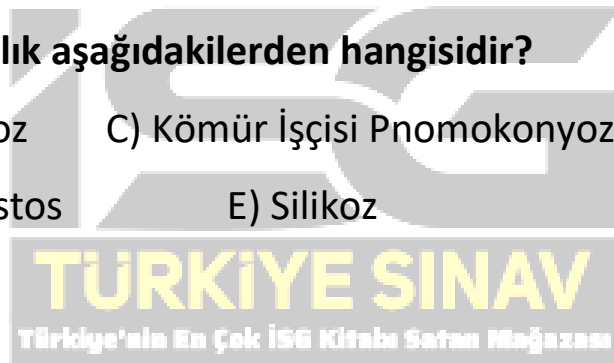 lık aşağıdakilerden hangisidir?
oz C) Kömür İşçisi Pnomokonyoz
stos E) Silikoz
İSG
TÜRKİYE SINAV
Türkiye'nin En Çok İSG Kitabı Satan Mağazası